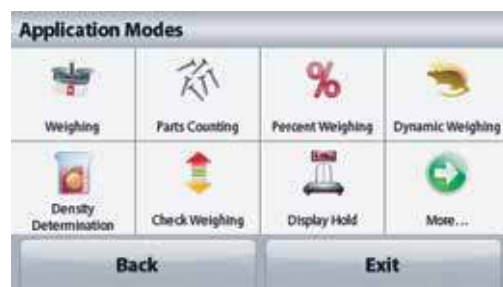 Application Modes
Weighing
Parts Counting
Percent Weighing
Dynamic Weighing
Density
Determination
Check Weighing
Display Hold
More...
Back
Exit